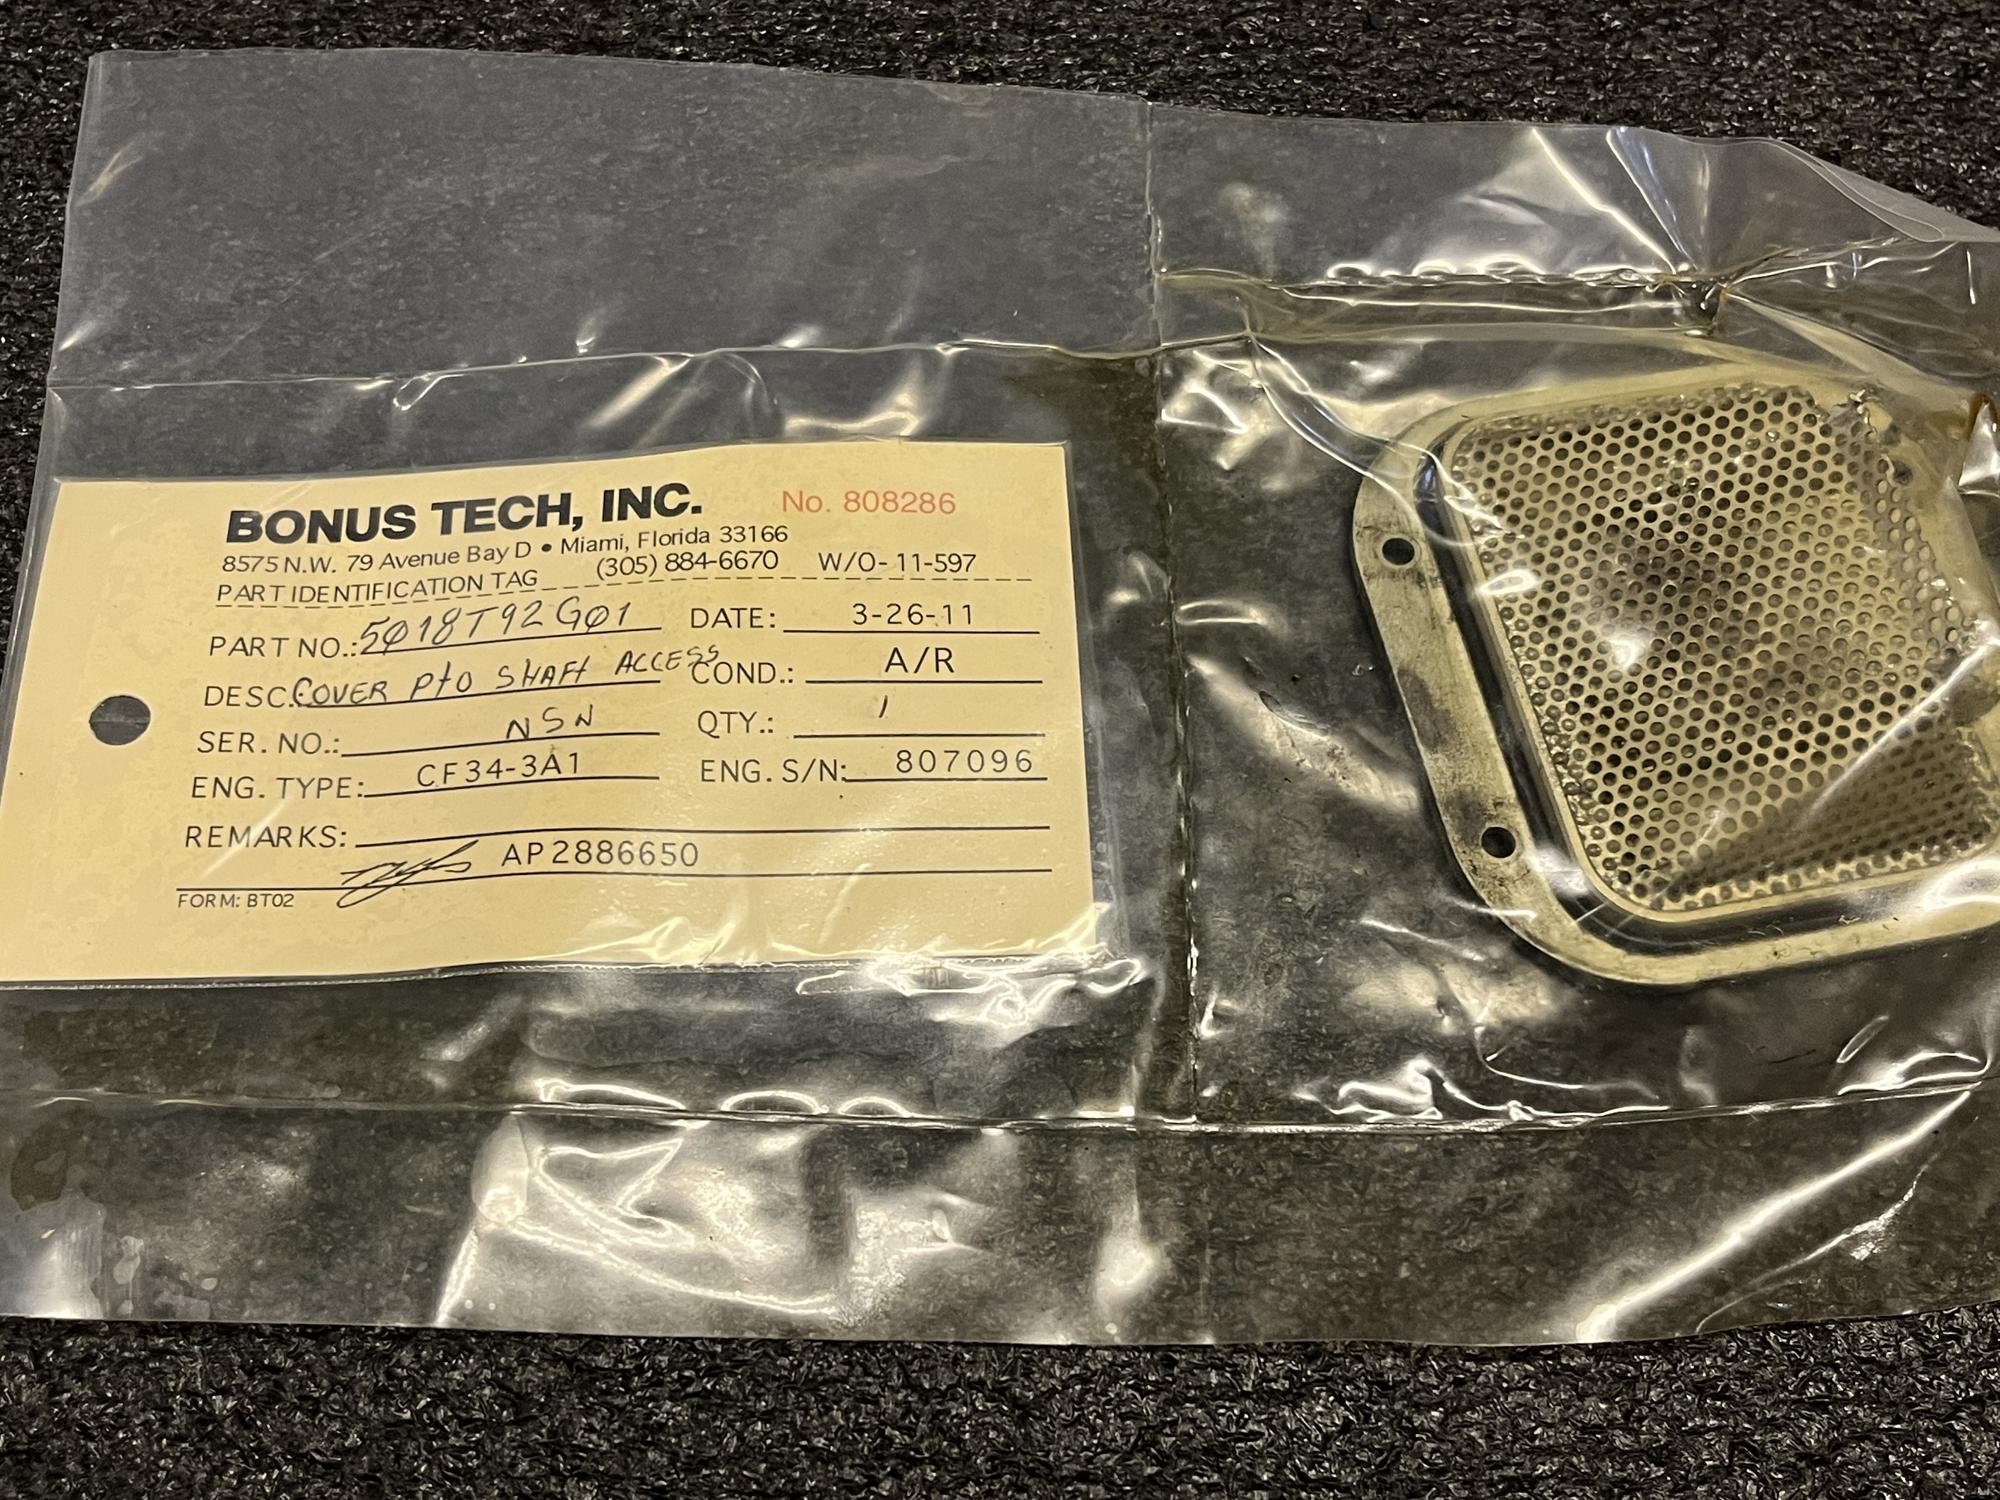 BONUS TECH, INC. No. 808286
8575 N.W. 79 Avenue Bay D • Miami, Florida 33166
PART IDENTIFICATION TAG (305) 884-6670 W/O- 11-597
PART NO.: 5Ø18T92GØ1 DATE: 3-26-11
DESC. COVER PTO SHAFT ACCESS COND.: A/R
SER. NO.: NSN QTY.: 1
ENG. TYPE: CF34-3A1 ENG. S/N: 807096
REMARKS:
AP2886650
FORM: BT02